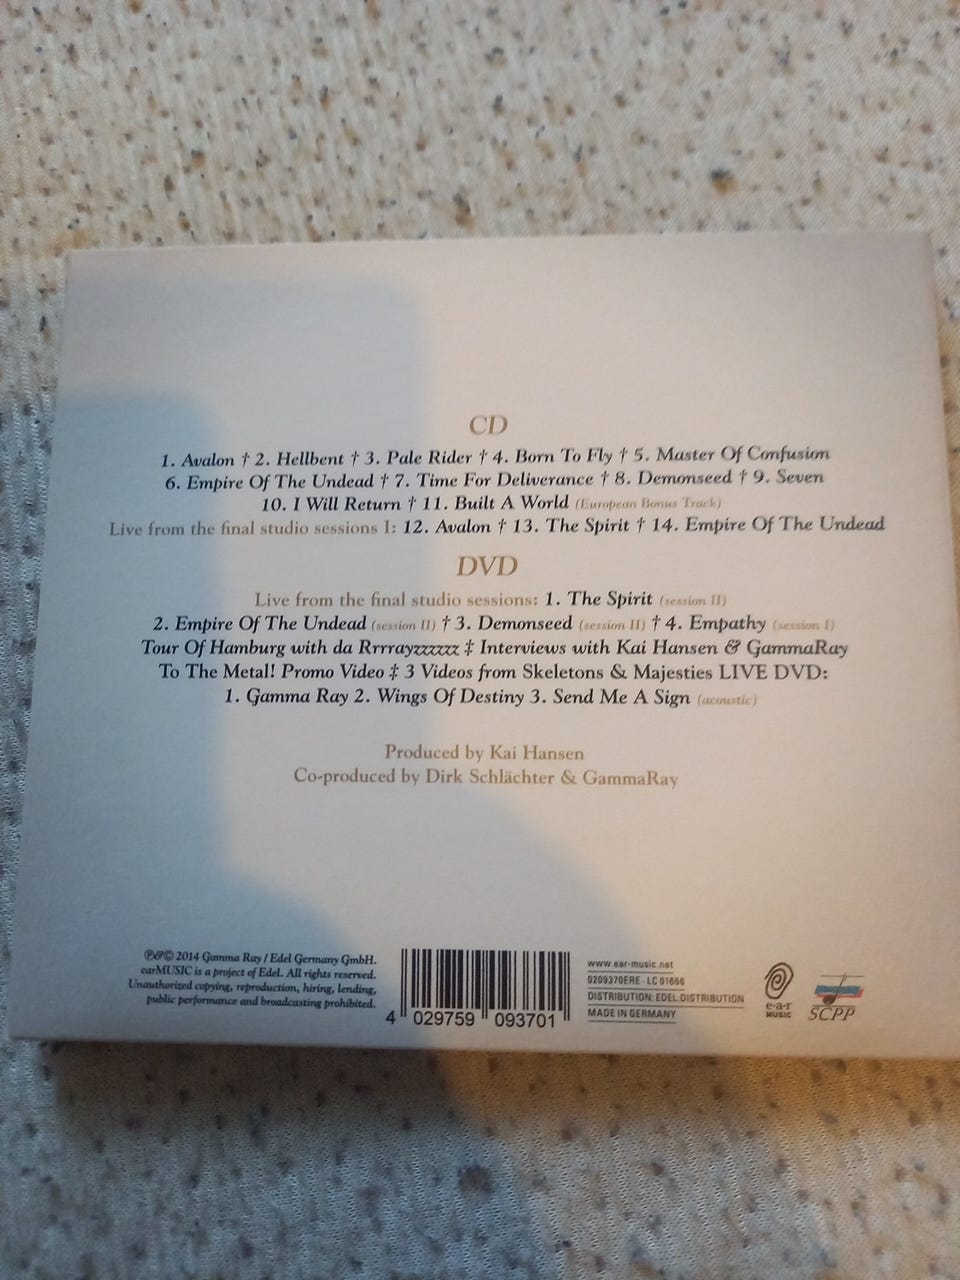 CD
1. Avalon † 2. Hellbent † 3. Pale Rider † 4. Born To Fly † 5. Master Of Confusion
6. Empire Of The Undead † 7. Time For Deliverance † 8. Demonseed † 9. Seven
10. I Will Return † 11. Built A World (European Bonus Track)
Live from the final studio sessions I: 12. Avalon † 13. The Spirit † 14. Empire Of The Undead
DVD
Live from the final studio sessions: 1. The Spirit (session II)
2. Empire Of The Undead (session II) † 3. Demonseed (session II) † 4. Empathy (session I)
Tour Of Hamburg with da Rrrrayzzzzzz ‡ Interviews with Kai Hansen & GammaRay
To The Metal! Promo Video ‡ 3 Videos from Skeletons & Majesties LIVE DVD:
1. Gamma Ray 2. Wings Of Destiny 3. Send Me A Sign (acoustic)
Produced by Kai Hansen
Co-produced by Dirk Schlächter & GammaRay
℗&© 2014 Gamma Ray / Edel Germany GmbH.
earMUSIC is a project of Edel. All rights reserved.
Unauthorized copying, reproduction, hiring, lending,
public performance and broadcasting prohibited.
4 029759 093701
www.ear-music.net
0209370ERE · LC 01666
DISTRIBUTION: EDEL:DISTRIBUTION
MADE IN GERMANY
e·a·r
MUSIC
SCPP